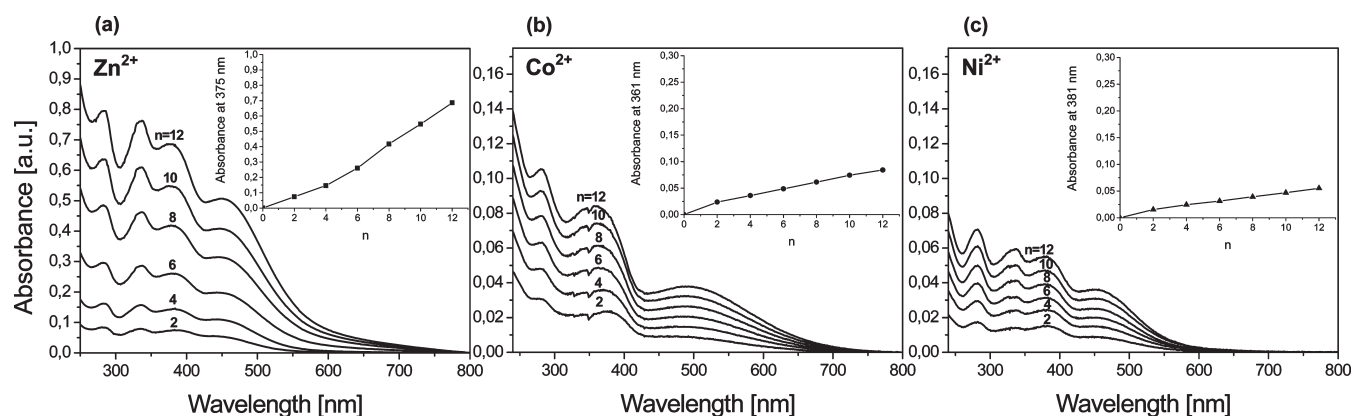 (a)
Zn2+
Absorbance [a.u.]
1,0
0,9
0,8
0,7
0,6
0,5
0,4
0,3
0,2
0,1
0,0
300 400 500 600 700 800
Wavelength [nm]
n=12
10
8
6
4
2
Absorbance at 375 nm
1,0
0,9
0,8
0,7
0,6
0,5
0,4
0,3
0,2
0,1
0,0
0 2 4 6 8 10 12
n
(b)
Co2+
0,16
0,14
0,12
0,10
0,08
0,06
0,04
0,02
0,00
300 400 500 600 700 800
Wavelength [nm]
n=12
10
8
6
4
2
Absorbance at 361 nm
0,30
0,25
0,20
0,15
0,10
0,05
0,00
0 2 4 6 8 10 12
n
(c)
Ni2+
0,16
0,14
0,12
0,10
0,08
0,06
0,04
0,02
0,00
300 400 500 600 700 800
Wavelength [nm]
n=12
10
8
6
4
2
Absorbance at 381 nm
0,30
0,25
0,20
0,15
0,10
0,05
0,00
0 2 4 6 8 10 12
n